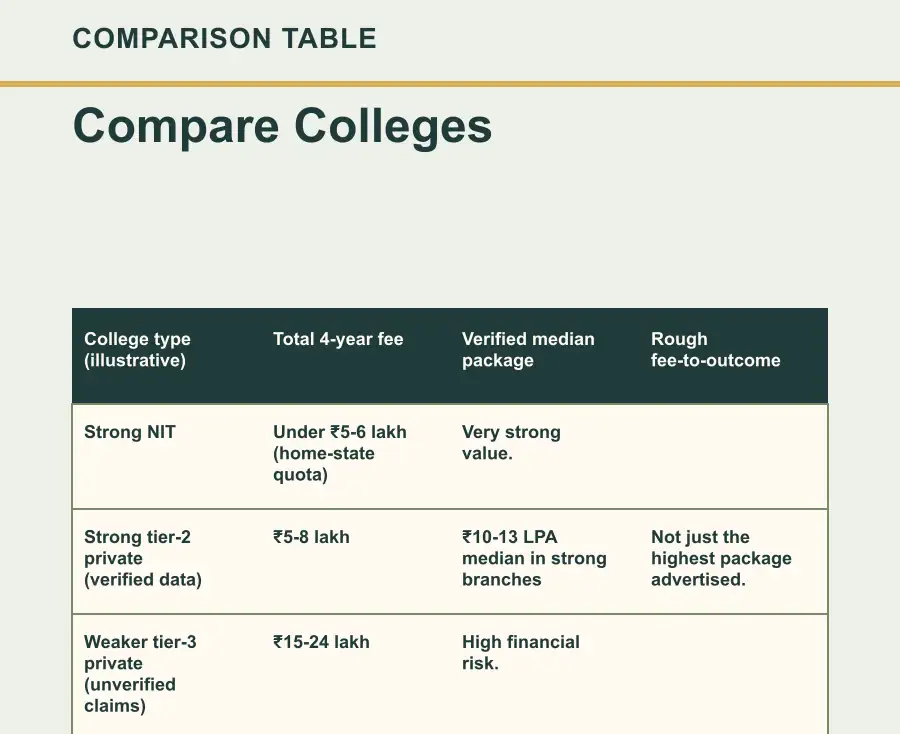 COMPARISON TABLE
Compare Colleges
College type
(illustrative)
Total 4-year fee
Verified median
package
Rough
fee-to-outcome
Strong NIT
Under ₹5-6 lakh
(home-state
quota)
Very strong
value.
Strong tier-2
private
(verified data)
₹5-8 lakh
₹10-13 LPA
median in strong
branches
Not just the
highest package
advertised.
Weaker tier-3
private
(unverified
claims)
₹15-24 lakh
High financial
risk.